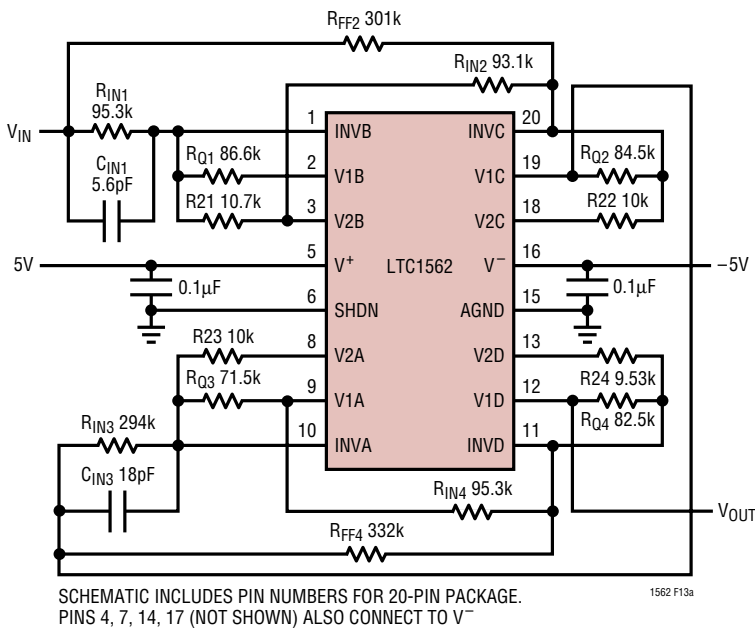 RFF2 301k
RIN2 93.1k
RIN1
95.3k
VIN
CIN1
5.6pF
RQ1 86.6k
R21 10.7k
1
2
3
5
6
8
9
10
INVB
V1B
V2B
V+
SHDN
V2A
V1A
INVA
LTC1562
INVC
V1C
V2C
V−
AGND
V2D
V1D
INVD
20
19
18
16
15
13
12
11
RQ2 84.5k
R22 10k
5V
0.1µF
−5V
0.1µF
R23 10k
RQ3 71.5k
RIN3 294k
CIN3 18pF
R24 9.53k
RQ4 82.5k
RIN4 95.3k
RFF4 332k
VOUT
SCHEMATIC INCLUDES PIN NUMBERS FOR 20-PIN PACKAGE.
PINS 4, 7, 14, 17 (NOT SHOWN) ALSO CONNECT TO V−
1562 F13a